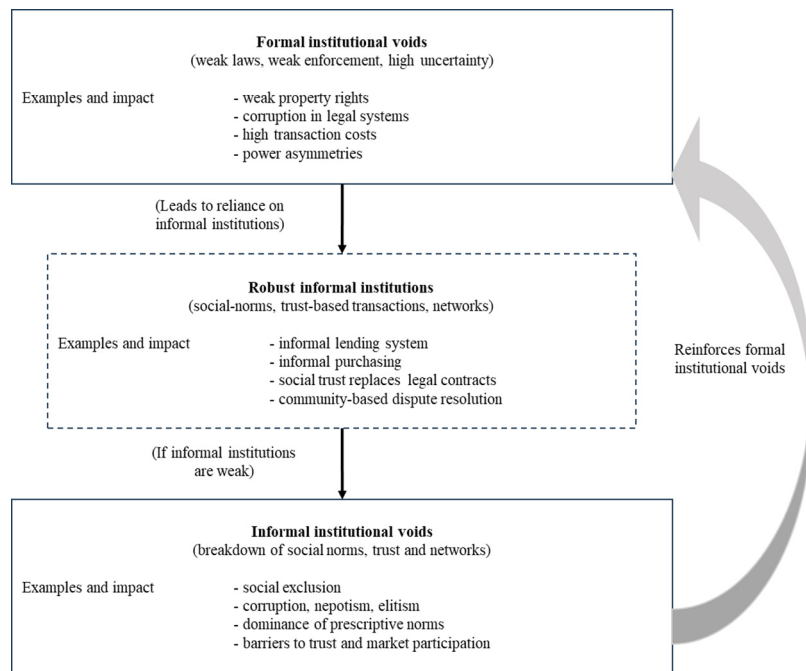 Formal institutional voids
(weak laws, weak enforcement, high uncertainty)
Examples and impact
- weak property rights
- corruption in legal systems
- high transaction costs
- power asymmetries
(Leads to reliance on
informal institutions)
Robust informal institutions
(social-norms, trust-based transactions, networks)
Examples and impact
- informal lending system
- informal purchasing
- social trust replaces legal contracts
- community-based dispute resolution
Reinforces formal
institutional voids
(If informal institutions
are weak)
Informal institutional voids
(breakdown of social norms, trust and networks)
Examples and impact
- social exclusion
- corruption, nepotism, elitism
- dominance of prescriptive norms
- barriers to trust and market participation